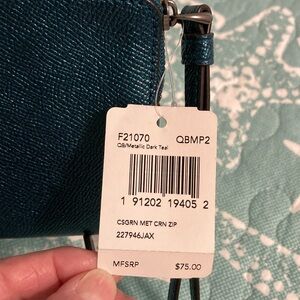 F21070 QBMP2
QB/Metallic Dark Teal
1 91202 19405 2
CSGRN MET CRN ZIP
227946JAX
MFSRP $75.00